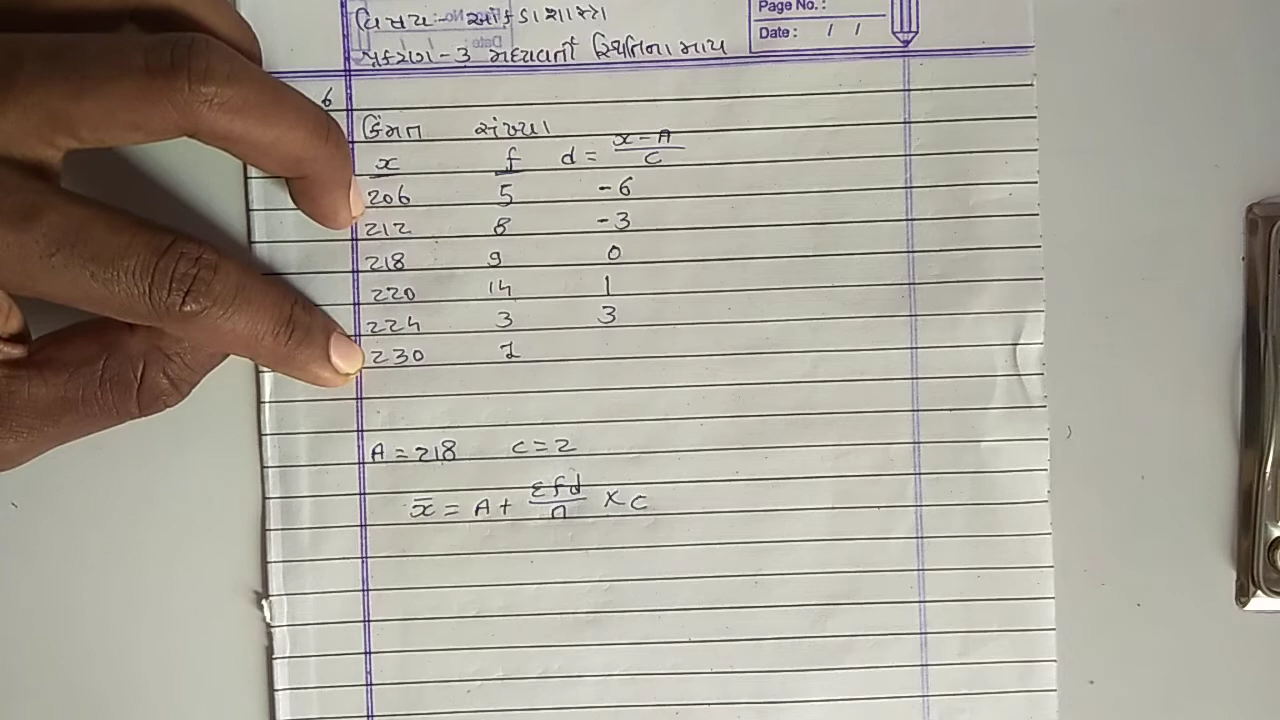 Page No. :
Date : / /
વિષય :- આંકડાશાસ્ત્ર
પ્રકરણ - 3 મધ્યવર્તી સ્થિતિના માપ
6
કિંમત સંખ્યા
x f d = x - A / C
206 5 -6
212 8 -3
218 9 0
220 14 1
224 3 3
230 1
A = 218 C = 2
x̄ = A + Σfd / n × C